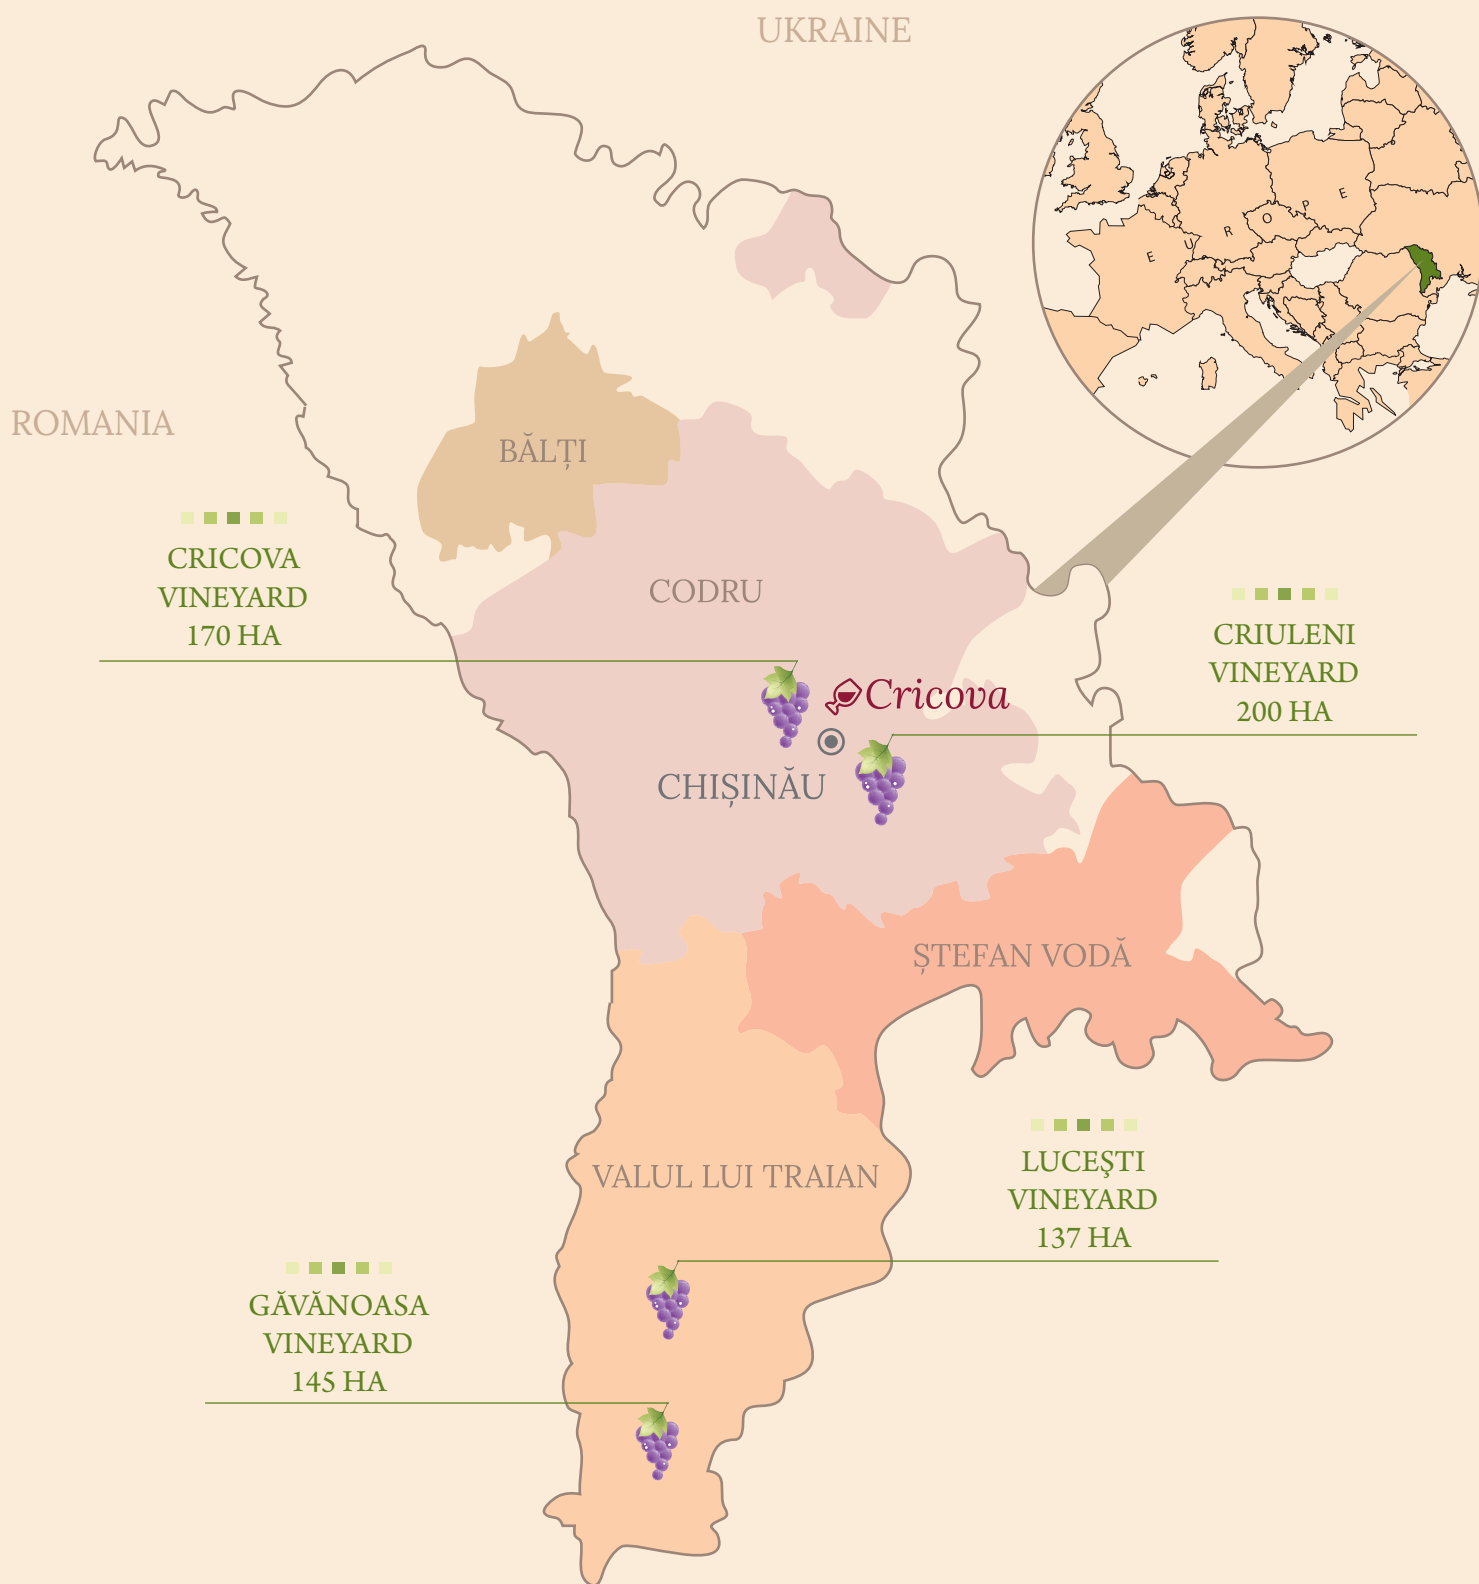 UKRAINE
E U R O P E
ROMANIA
BĂLȚI
CRICOVA
VINEYARD
170 HA
CODRU
CRIULENI
VINEYARD
200 HA
Cricova
CHIȘINĂU
ȘTEFAN VODĂ
VALUL LUI TRAIAN
LUCEŞTI
VINEYARD
137 HA
GĂVĂNOASA
VINEYARD
145 HA